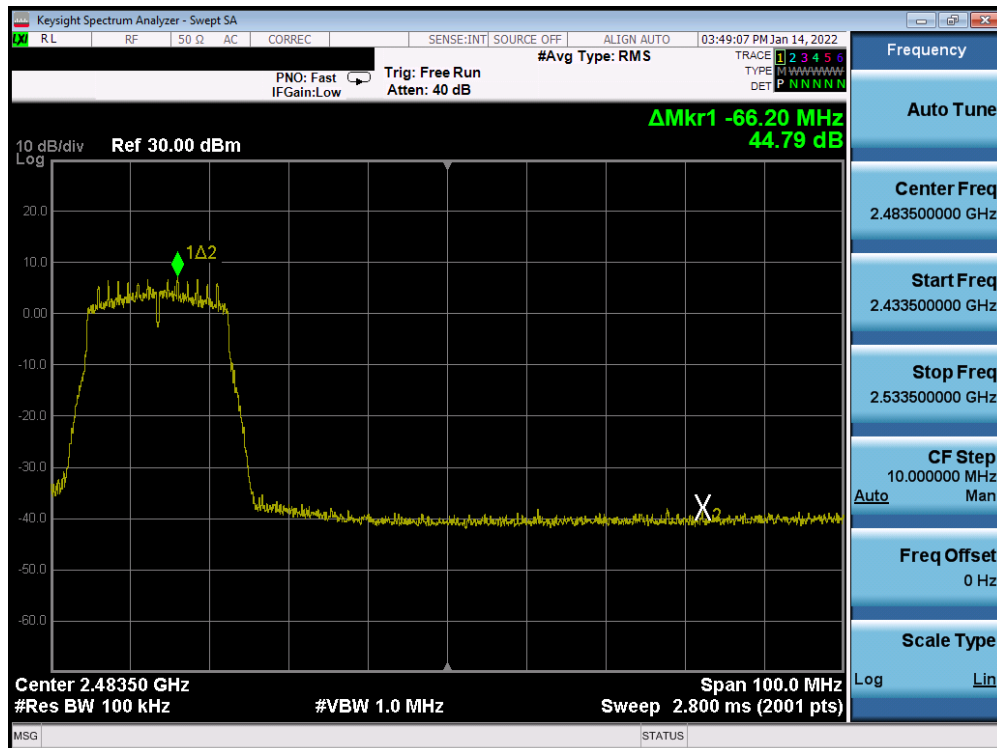 Keysight Spectrum Analyzer - Swept SA
LXI RL RF 50 Ω AC CORREC SENSE:INT SOURCE OFF ALIGN AUTO 03:49:07 PM Jan 14, 2022
PNO: Fast
IFGain:Low
Trig: Free Run
Atten: 40 dB
#Avg Type: RMS
TRACE 1 2 3 4 5 6
TYPE M WWWWW
DET P N N N N N
ΔMkr1 -66.20 MHz
44.79 dB
10 dB/div Ref 30.00 dBm
Log
20.0
10.0
0.00
-10.0
-20.0
-30.0
-40.0
-50.0
-60.0
1Δ2
X2
Center 2.48350 GHz Span 100.0 MHz
#Res BW 100 kHz #VBW 1.0 MHz Sweep 2.800 ms (2001 pts)
MSG STATUS
Frequency
Auto Tune
Center Freq
2.483500000 GHz
Start Freq
2.433500000 GHz
Stop Freq
2.533500000 GHz
CF Step
10.000000 MHz
Auto Man
Freq Offset
0 Hz
Scale Type
Log Lin